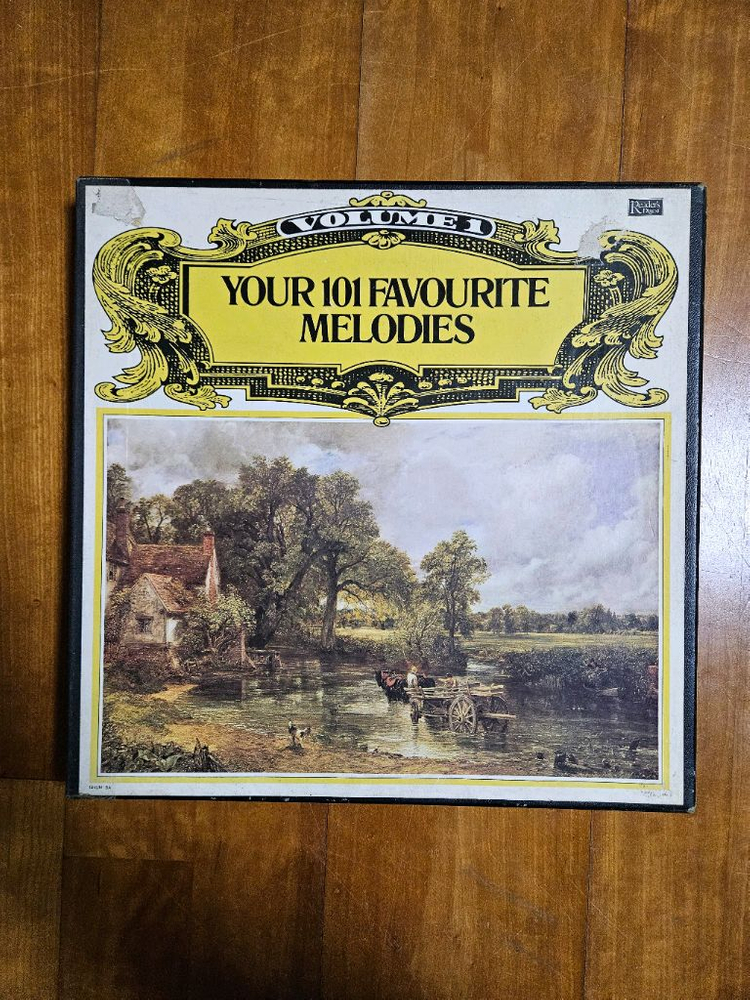 VOLUME 1
Reader's
Digest
YOUR 101 FAVOURITE
MELODIES